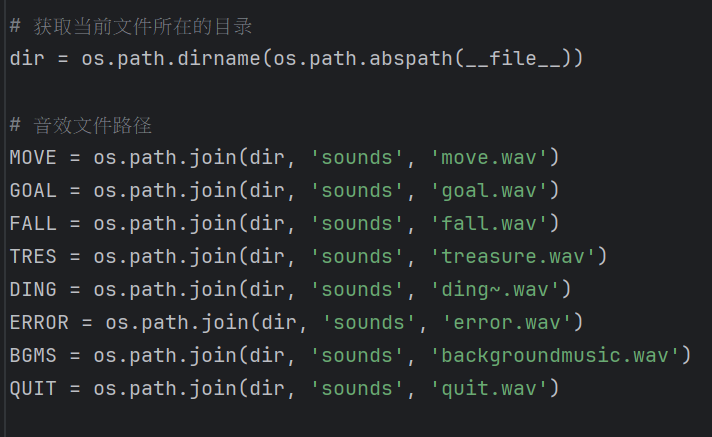 # 获取当前文件所在的目录
dir = os.path.dirname(os.path.abspath(__file__))
# 音效文件路径
MOVE = os.path.join(dir, 'sounds', 'move.wav')
GOAL = os.path.join(dir, 'sounds', 'goal.wav')
FALL = os.path.join(dir, 'sounds', 'fall.wav')
TRES = os.path.join(dir, 'sounds', 'treasure.wav')
DING = os.path.join(dir, 'sounds', 'ding~.wav')
ERROR = os.path.join(dir, 'sounds', 'error.wav')
BGMS = os.path.join(dir, 'sounds', 'backgroundmusic.wav')
QUIT = os.path.join(dir, 'sounds', 'quit.wav')